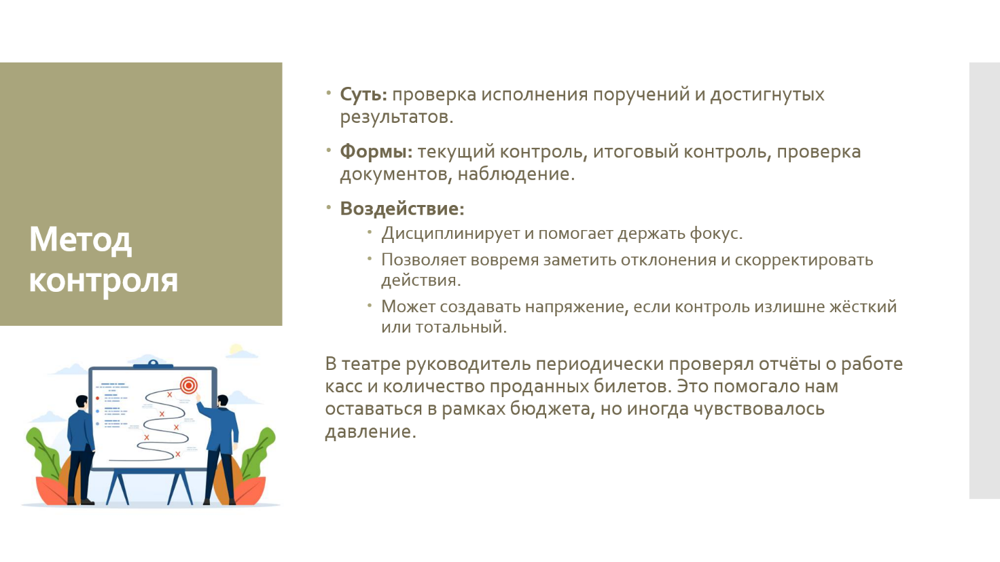 Метод
контроля
• Суть: проверка исполнения поручений и достигнутых
результатов.
• Формы: текущий контроль, итоговый контроль, проверка
документов, наблюдение.
• Воздействие:
• Дисциплинирует и помогает держать фокус.
• Позволяет вовремя заметить отклонения и скорректировать
действия.
• Может создавать напряжение, если контроль излишне жёсткий
или тотальный.
В театре руководитель периодически проверял отчёты о работе
касс и количество проданных билетов. Это помогало нам
оставаться в рамках бюджета, но иногда чувствовалось
давление.